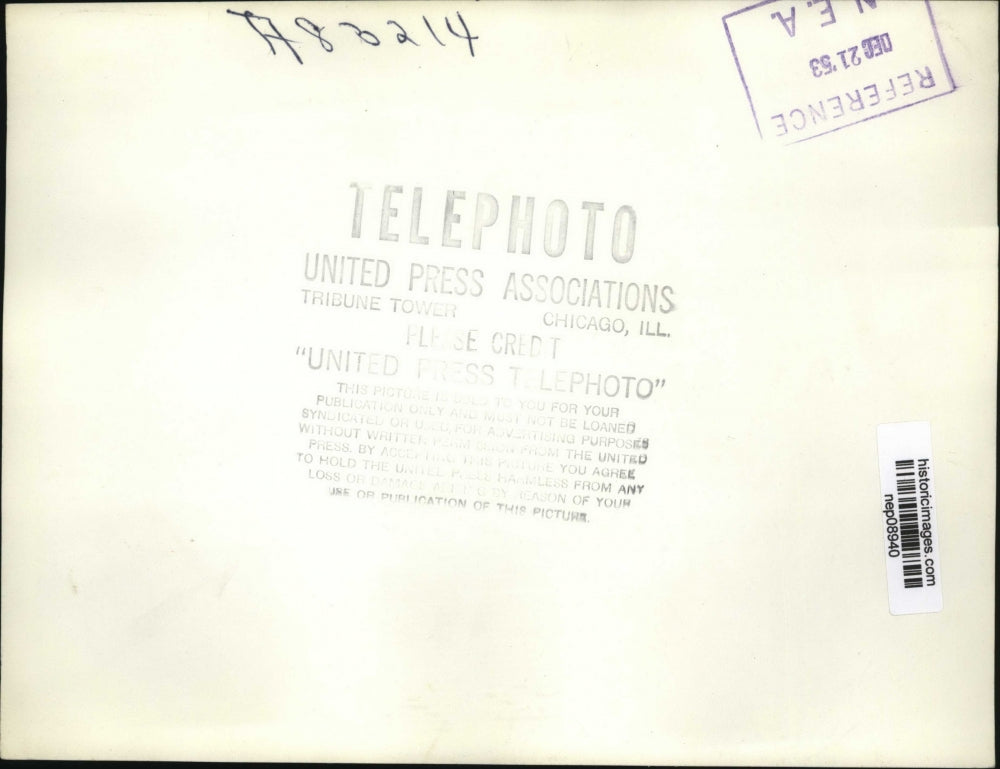 A83214
N.E.A.
DEC 21 '53
REFERENCE
TELEPHOTO
UNITED PRESS ASSOCIATIONS
TRIBUNE TOWER CHICAGO, ILL.
PLEASE CREDIT
"UNITED PRESS TELEPHOTO"
THIS PICTURE IS SOLD TO YOU FOR YOUR
PUBLICATION ONLY AND MUST NOT BE LOANED
SYNDICATED OR USED FOR ADVERTISING PURPOSES
WITHOUT WRITTEN PERMISSION FROM THE UNITED
PRESS. BY ACCEPTING THIS PICTURE YOU AGREE
TO HOLD THE UNITED PRESS HARMLESS FROM ANY
LOSS OR DAMAGE ARISING BY REASON OF YOUR
USE OR PUBLICATION OF THIS PICTURE.
historicimages.com
nep08940